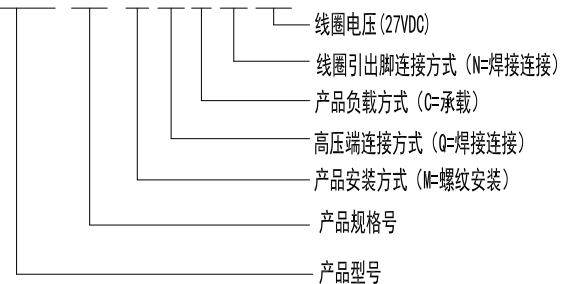 线圈电压(27VDC)
线圈引出脚连接方式（N=焊接连接）
产品负载方式（C=承载）
高压端连接方式（Q=焊接连接）
产品安装方式（M=螺纹安装）
产品规格号
产品型号